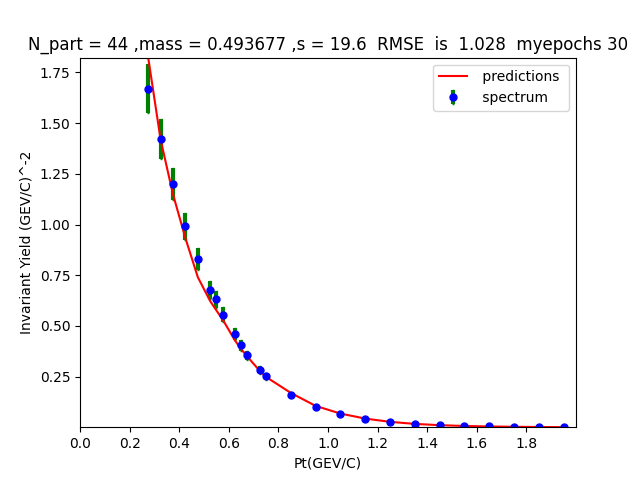 N_part = 44 ,mass = 0.493677 ,s = 19.6  RMSE  is  1.028  myepochs 30
predictions
spectrum
Invariant Yield (GEV/C)^-2
1.75
1.50
1.25
1.00
0.75
0.50
0.25
0.0 0.2 0.4 0.6 0.8 1.0 1.2 1.4 1.6 1.8
Pt(GEV/C)